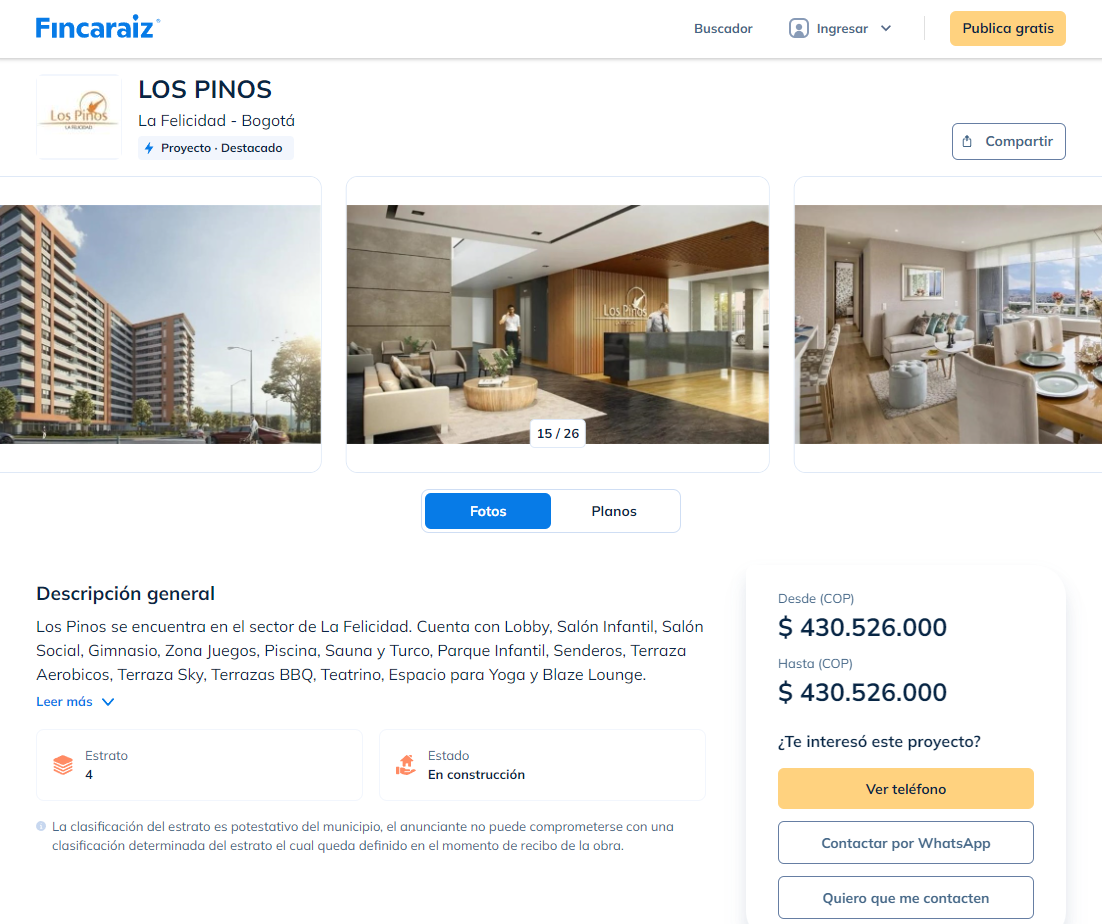 Fincaraiz
Buscador
Ingresar
Publica gratis
Los Pinos
LA FELICIDAD
LOS PINOS
La Felicidad - Bogotá
Proyecto · Destacado
Compartir
Los Pinos
15 / 26
Fotos
Planos
Descripción general
Los Pinos se encuentra en el sector de La Felicidad. Cuenta con Lobby, Salón Infantil, Salón
Social, Gimnasio, Zona Juegos, Piscina, Sauna y Turco, Parque Infantil, Senderos, Terraza
Aerobicos, Terraza Sky, Terrazas BBQ, Teatrino, Espacio para Yoga y Blaze Lounge.
Leer más
Estrato
4
Estado
En construcción
La clasificación del estrato es potestativo del municipio, el anunciante no puede comprometerse con una
clasificación determinada del estrato el cual queda definido en el momento de recibo de la obra.
Desde (COP)
$ 430.526.000
Hasta (COP)
$ 430.526.000
¿Te interesó este proyecto?
Ver teléfono
Contactar por WhatsApp
Quiero que me contacten